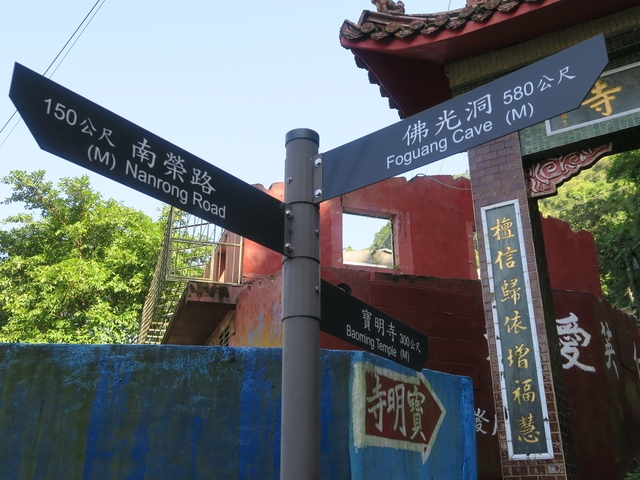 150公尺 南榮路
(M) Nanrong Road
佛光洞 580公尺
Foguang Cave (M)
寶明寺 300公尺
Baoming Temple (M)
寺明寶
寺
檀信歸依增福慧
愛
發